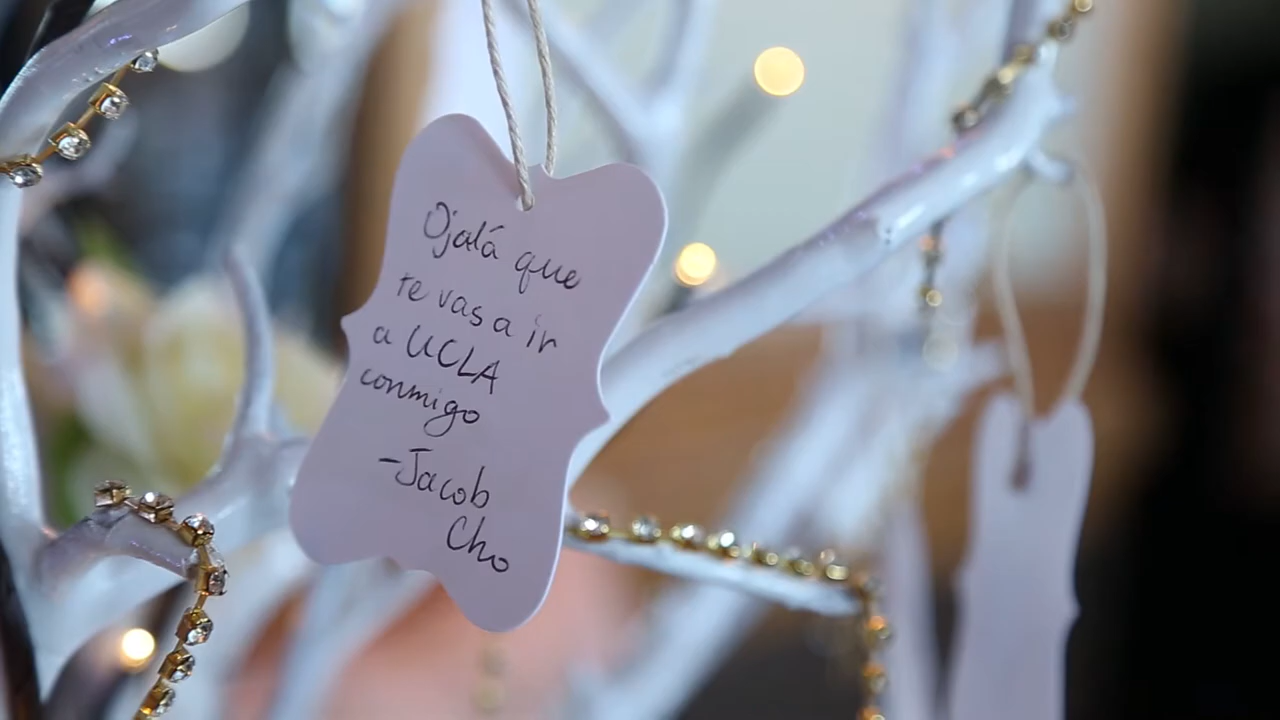 Ojalá que
te vas a ir
a UCLA
conmigo
-Jacob
Cho